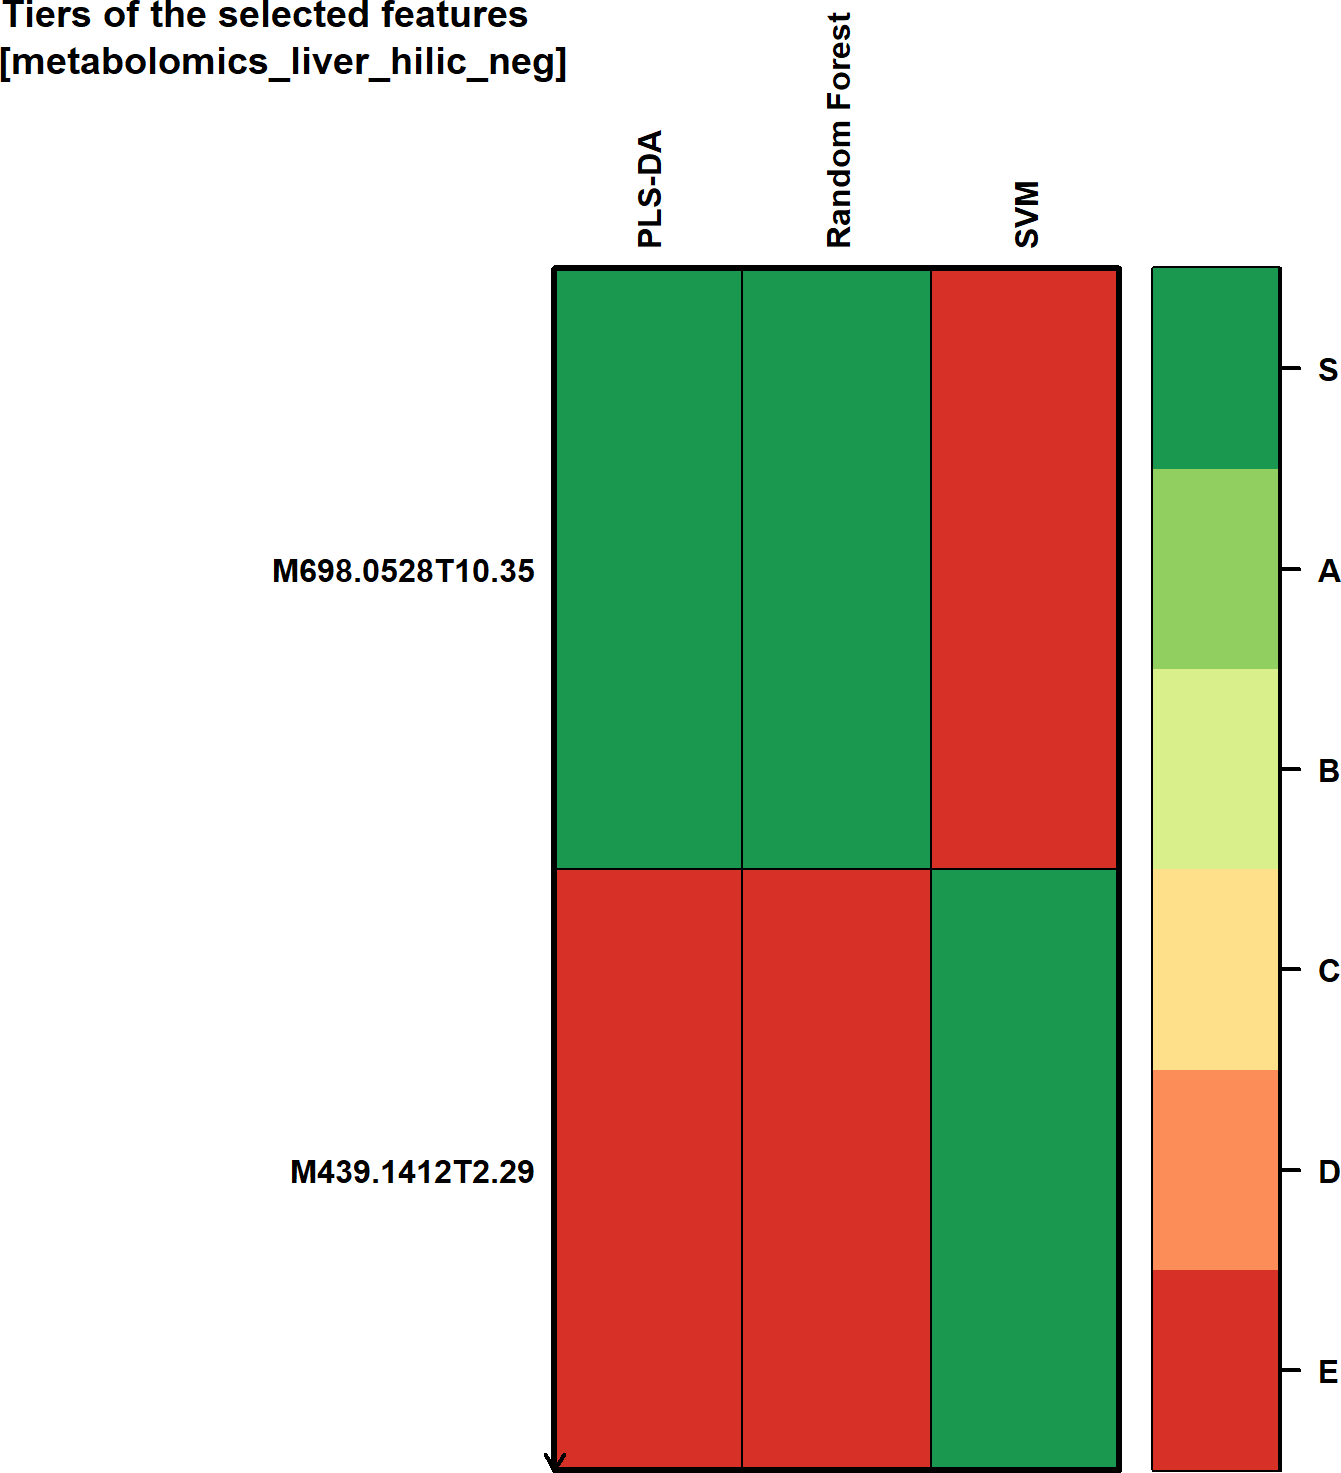 Tiers of the selected features
[metabolomics_liver_hilic_neg]
PLS-DA
Random Forest
SVM
M698.0528T10.35
M439.1412T2.29
S
A
B
C
D
E